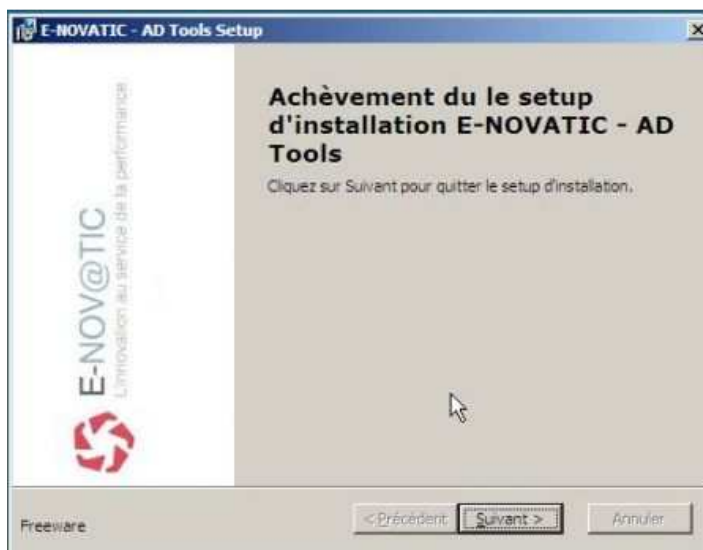 E-NOVATIC - AD Tools Setup
Achèvement du le setup
d'installation E-NOVATIC - AD
Tools
Cliquez sur Suivant pour quitter le setup d'installation.
E-NOV@TIC
L'innovation au service de la performance
Freeware
< Précédent
Suivant >
Annuler